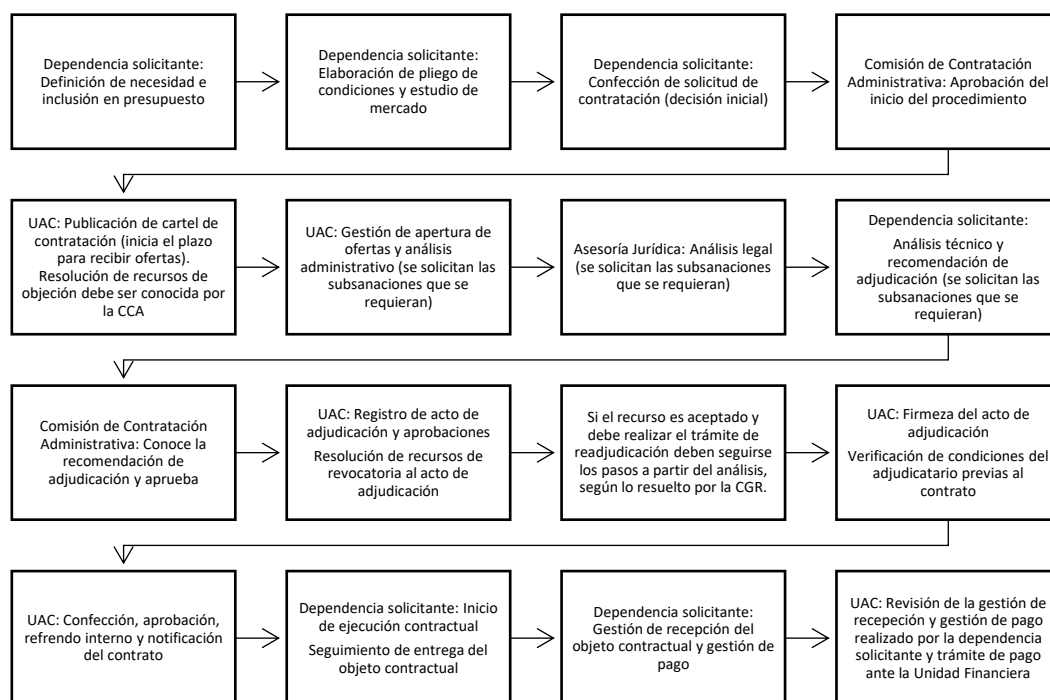 Dependencia solicitante:
Definición de necesidad e
inclusión en presupuesto
Dependencia solicitante:
Elaboración de pliego de
condiciones y estudio de
mercado
Dependencia solicitante:
Confección de solicitud de
contratación (decisión inicial)
Comisión de Contratación
Administrativa: Aprobación del
inicio del procedimiento
UAC: Publicación de cartel de
contratación (inicia el plazo
para recibir ofertas).
Resolución de recursos de
objeción debe ser conocida por
la CCA
UAC: Gestión de apertura de
ofertas y análisis
administrativo (se solicitan las
subsanaciones que se
requieran)
Asesoría Jurídica: Análisis legal
(se solicitan las subsanaciones
que se requieran)
Dependencia solicitante:
Análisis técnico y
recomendación de
adjudicación (se solicitan las
subsanaciones que se
requieran)
Comisión de Contratación
Administrativa: Conoce la
recomendación de
adjudicación y aprueba
UAC: Registro de acto de
adjudicación y aprobaciones
Resolución de recursos de
revocatoria al acto de
adjudicación
Si el recurso es aceptado y
debe realizar el trámite de
readjudicación deben seguirse
los pasos a partir del análisis,
según lo resuelto por la CGR.
UAC: Firmeza del acto de
adjudicación
Verificación de condiciones del
adjudicatario previas al
contrato
UAC: Confección, aprobación,
refrendo interno y notificación
del contrato
Dependencia solicitante: Inicio
de ejecución contractual
Seguimiento de entrega del
objeto contractual
Dependencia solicitante:
Gestión de recepción del
objeto contractual y gestión de
pago
UAC: Revisión de la gestión de
recepeción y gestión de pago
realizado por la dependencia
solicitante y trámite de pago
ante la Unidad Financiera